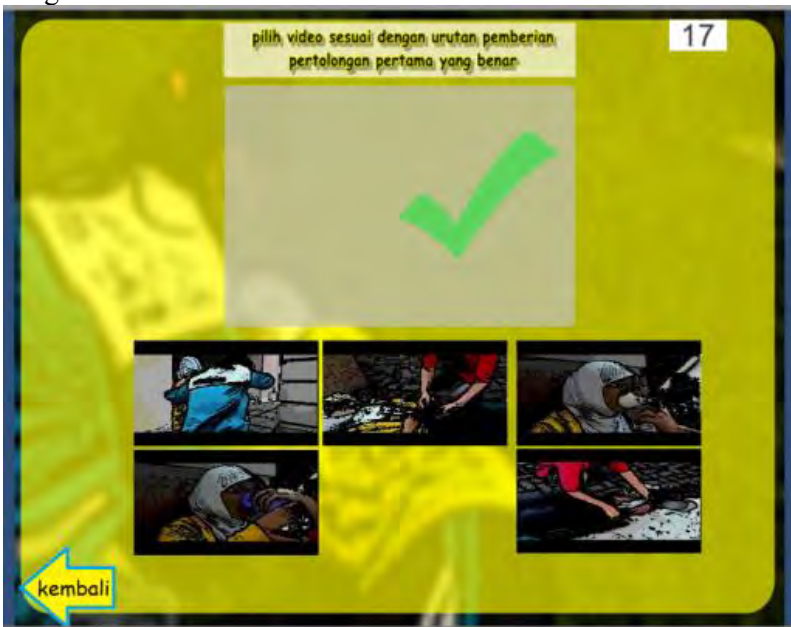 pilih video sesuai dengan urutan pemberian
pertolongan pertama yang benar
17
kembali